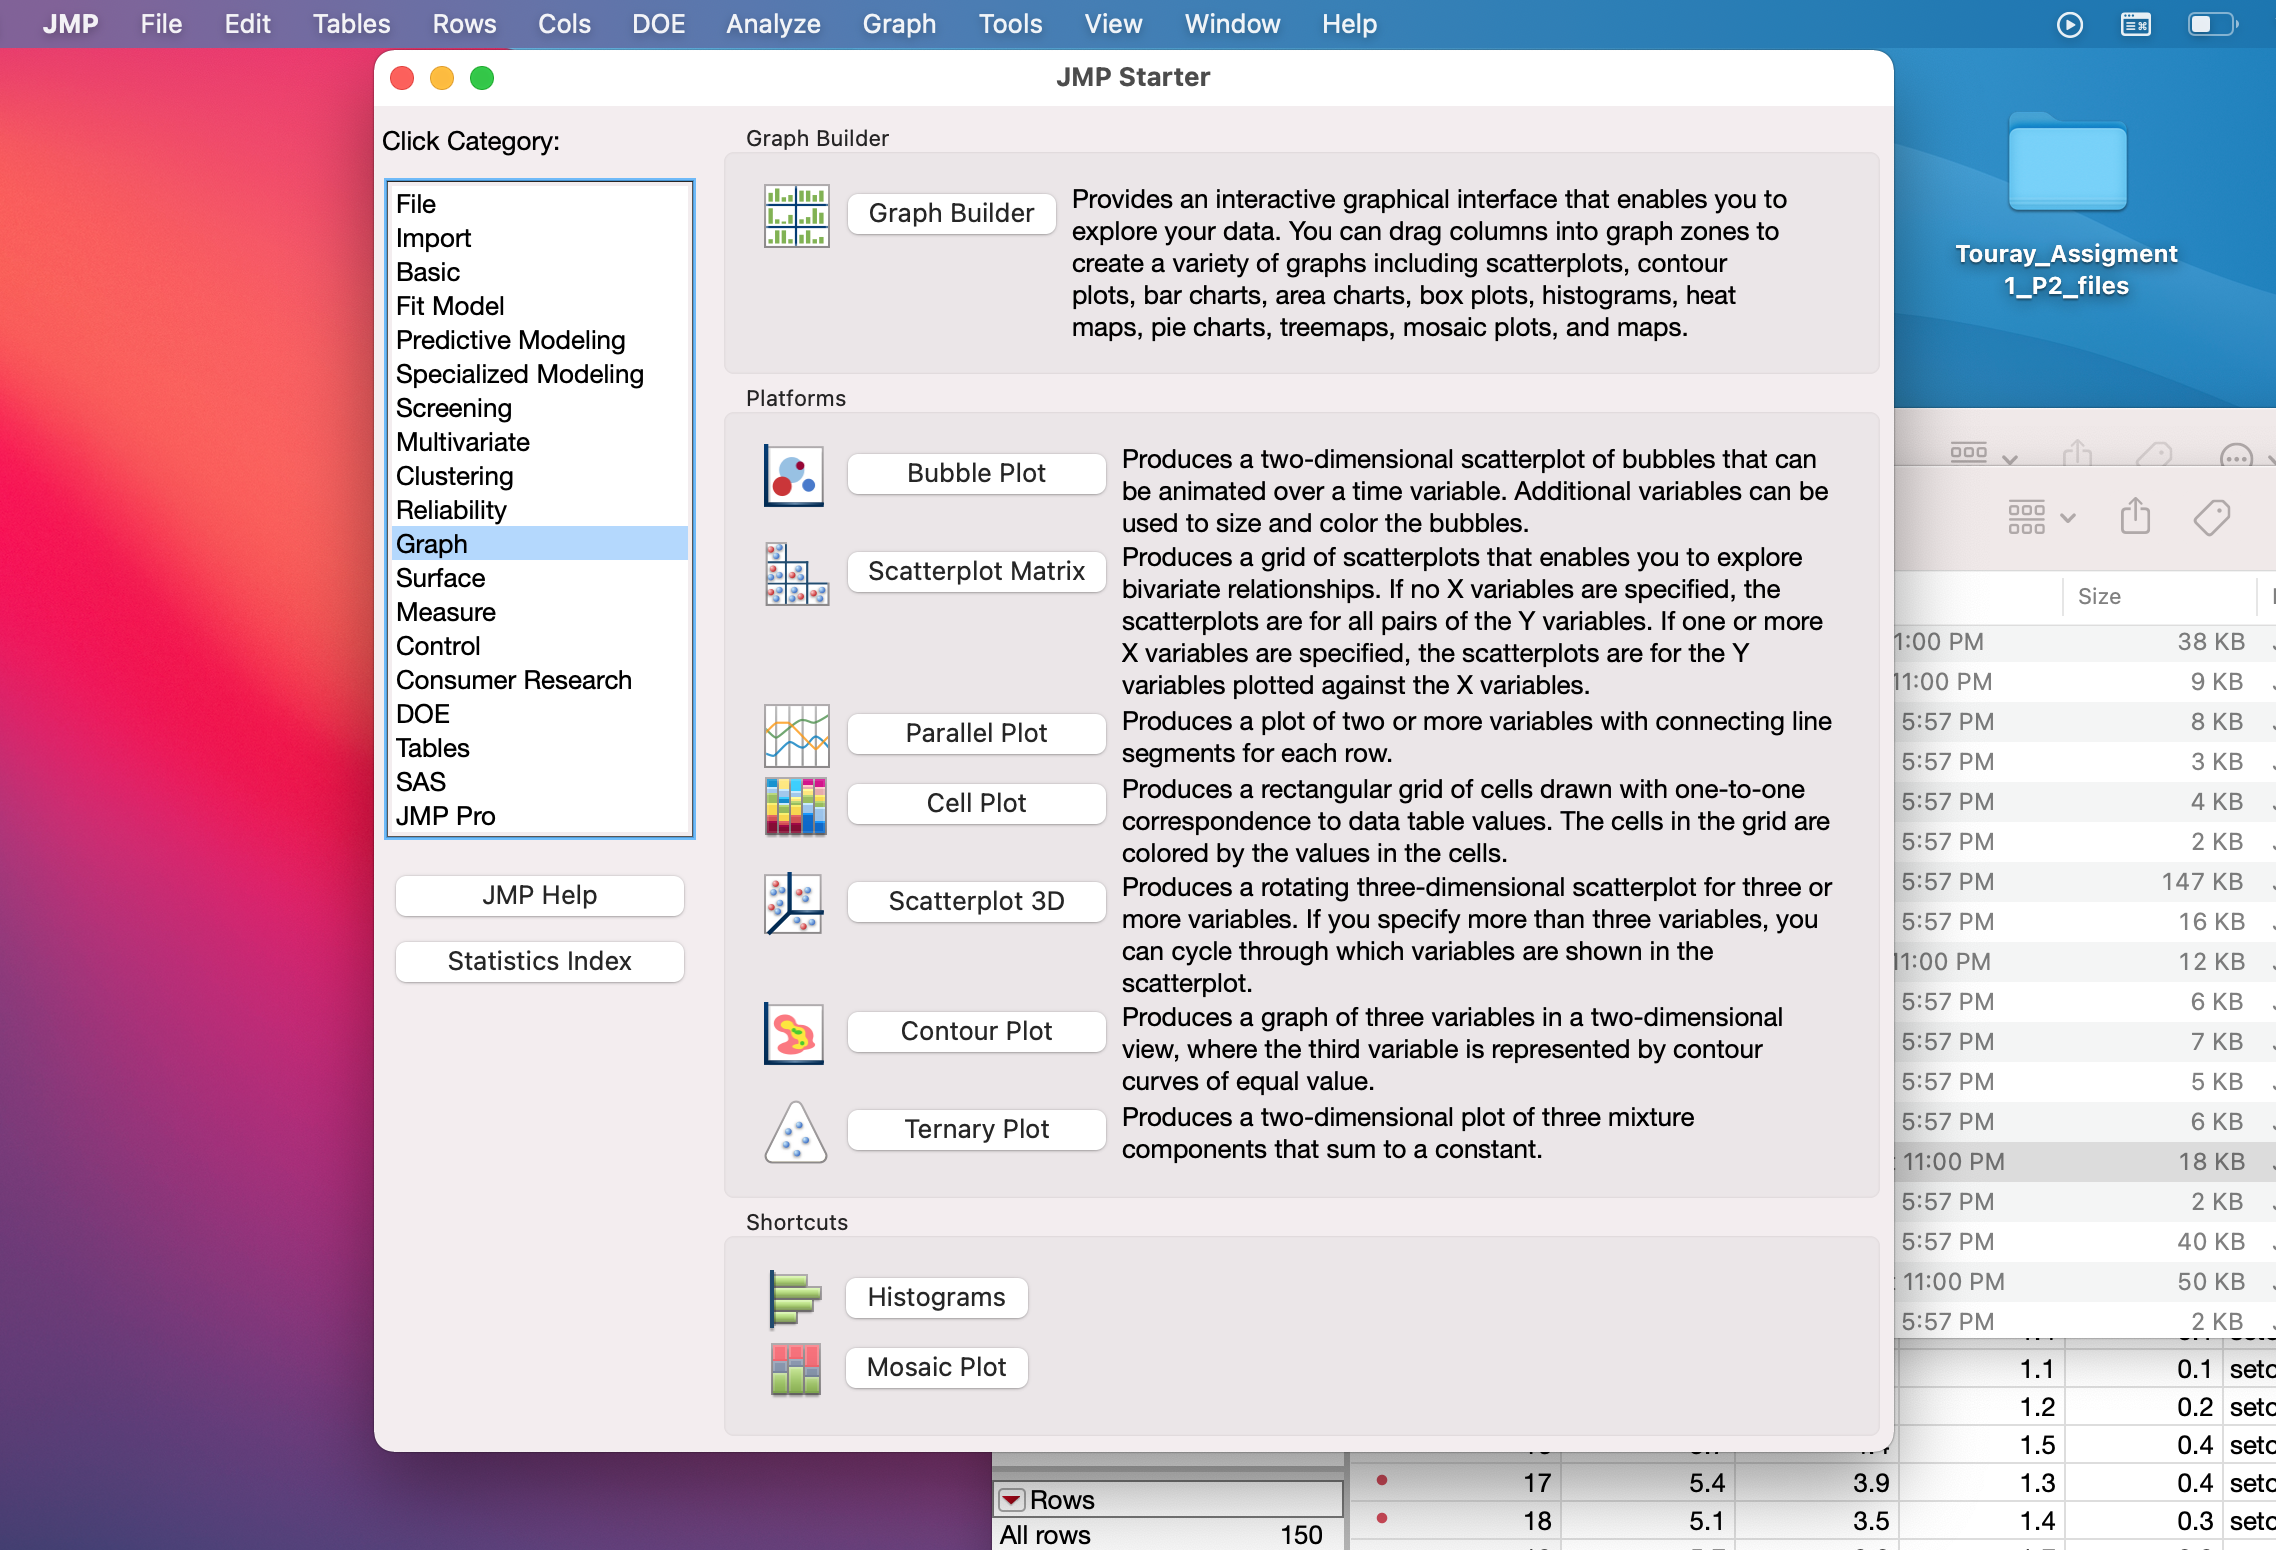 JMP File Edit Tables Rows Cols DOE Analyze Graph Tools View Window Help
JMP Starter
Click Category:
File
Import
Basic
Fit Model
Predictive Modeling
Specialized Modeling
Screening
Multivariate
Clustering
Reliability
Graph
Surface
Measure
Control
Consumer Research
DOE
Tables
SAS
JMP Pro
JMP Help
Statistics Index
Graph Builder
Graph Builder
Provides an interactive graphical interface that enables you to
explore your data. You can drag columns into graph zones to
create a variety of graphs including scatterplots, contour
plots, bar charts, area charts, box plots, histograms, heat
maps, pie charts, treemaps, mosaic plots, and maps.
Platforms
Bubble Plot
Produces a two-dimensional scatterplot of bubbles that can
be animated over a time variable. Additional variables can be
used to size and color the bubbles.
Scatterplot Matrix
Produces a grid of scatterplots that enables you to explore
bivariate relationships. If no X variables are specified, the
scatterplots are for all pairs of the Y variables. If one or more
X variables are specified, the scatterplots are for the Y
variables plotted against the X variables.
Parallel Plot
Produces a plot of two or more variables with connecting line
segments for each row.
Cell Plot
Produces a rectangular grid of cells drawn with one-to-one
correspondence to data table values. The cells in the grid are
colored by the values in the cells.
Scatterplot 3D
Produces a rotating three-dimensional scatterplot for three or
more variables. If you specify more than three variables, you
can cycle through which variables are shown in the
scatterplot.
Contour Plot
Produces a graph of three variables in a two-dimensional
view, where the third variable is represented by contour
curves of equal value.
Ternary Plot
Produces a two-dimensional plot of three mixture
components that sum to a constant.
Shortcuts
Histograms
Mosaic Plot
Touray_Assigment
1_P2_files
Size
1:00 PM 38 KB
11:00 PM 9 KB
5:57 PM 8 KB
5:57 PM 3 KB
5:57 PM 4 KB
5:57 PM 2 KB
5:57 PM 147 KB
5:57 PM 16 KB
11:00 PM 12 KB
5:57 PM 6 KB
5:57 PM 7 KB
5:57 PM 5 KB
5:57 PM 6 KB
11:00 PM 18 KB
5:57 PM 2 KB
5:57 PM 40 KB
11:00 PM 50 KB
5:57 PM 2 KB
1.1 0.1 seto
1.2 0.2 seto
1.5 0.4 seto
17 5.4 3.9 1.3 0.4 seto
18 5.1 3.5 1.4 0.3 seto
Rows
All rows 150